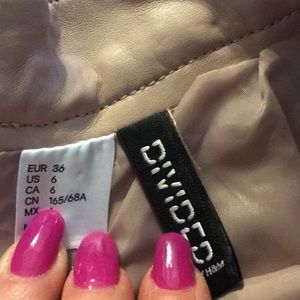 EUR 36
US 6
CA 6
CN 165/68A
MX
DIVIDED
H&M